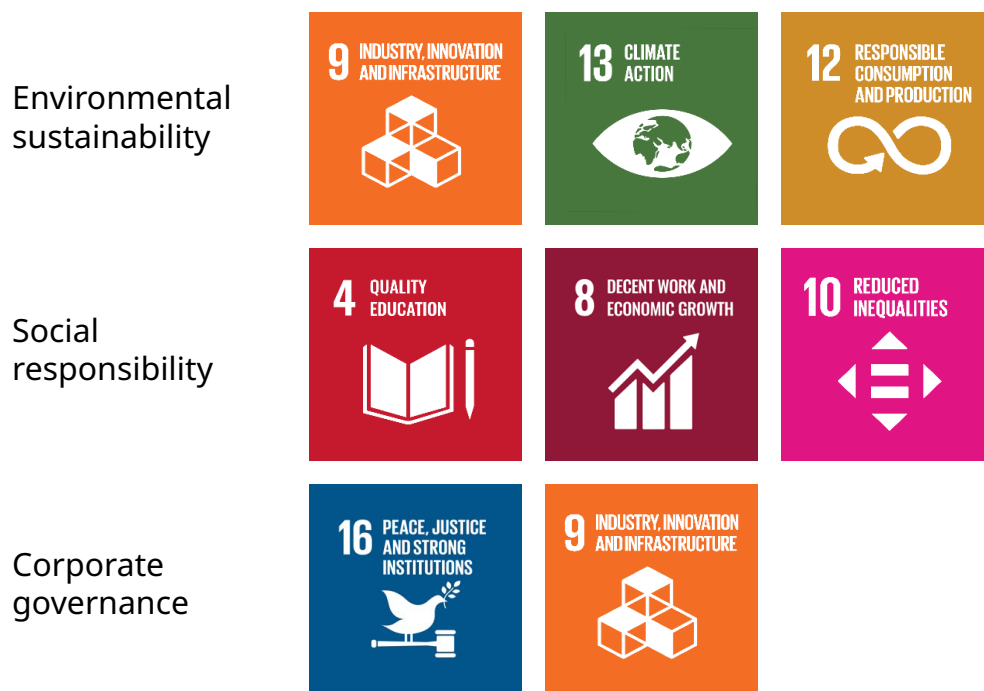 Environmental
sustainability
9 INDUSTRY, INNOVATION
AND INFRASTRUCTURE
13 CLIMATE
ACTION
12 RESPONSIBLE
CONSUMPTION
AND PRODUCTION
Social
responsibility
4 QUALITY
EDUCATION
8 DECENT WORK AND
ECONOMIC GROWTH
10 REDUCED
INEQUALITIES
Corporate
governance
16 PEACE, JUSTICE
AND STRONG
INSTITUTIONS
9 INDUSTRY, INNOVATION
AND INFRASTRUCTURE